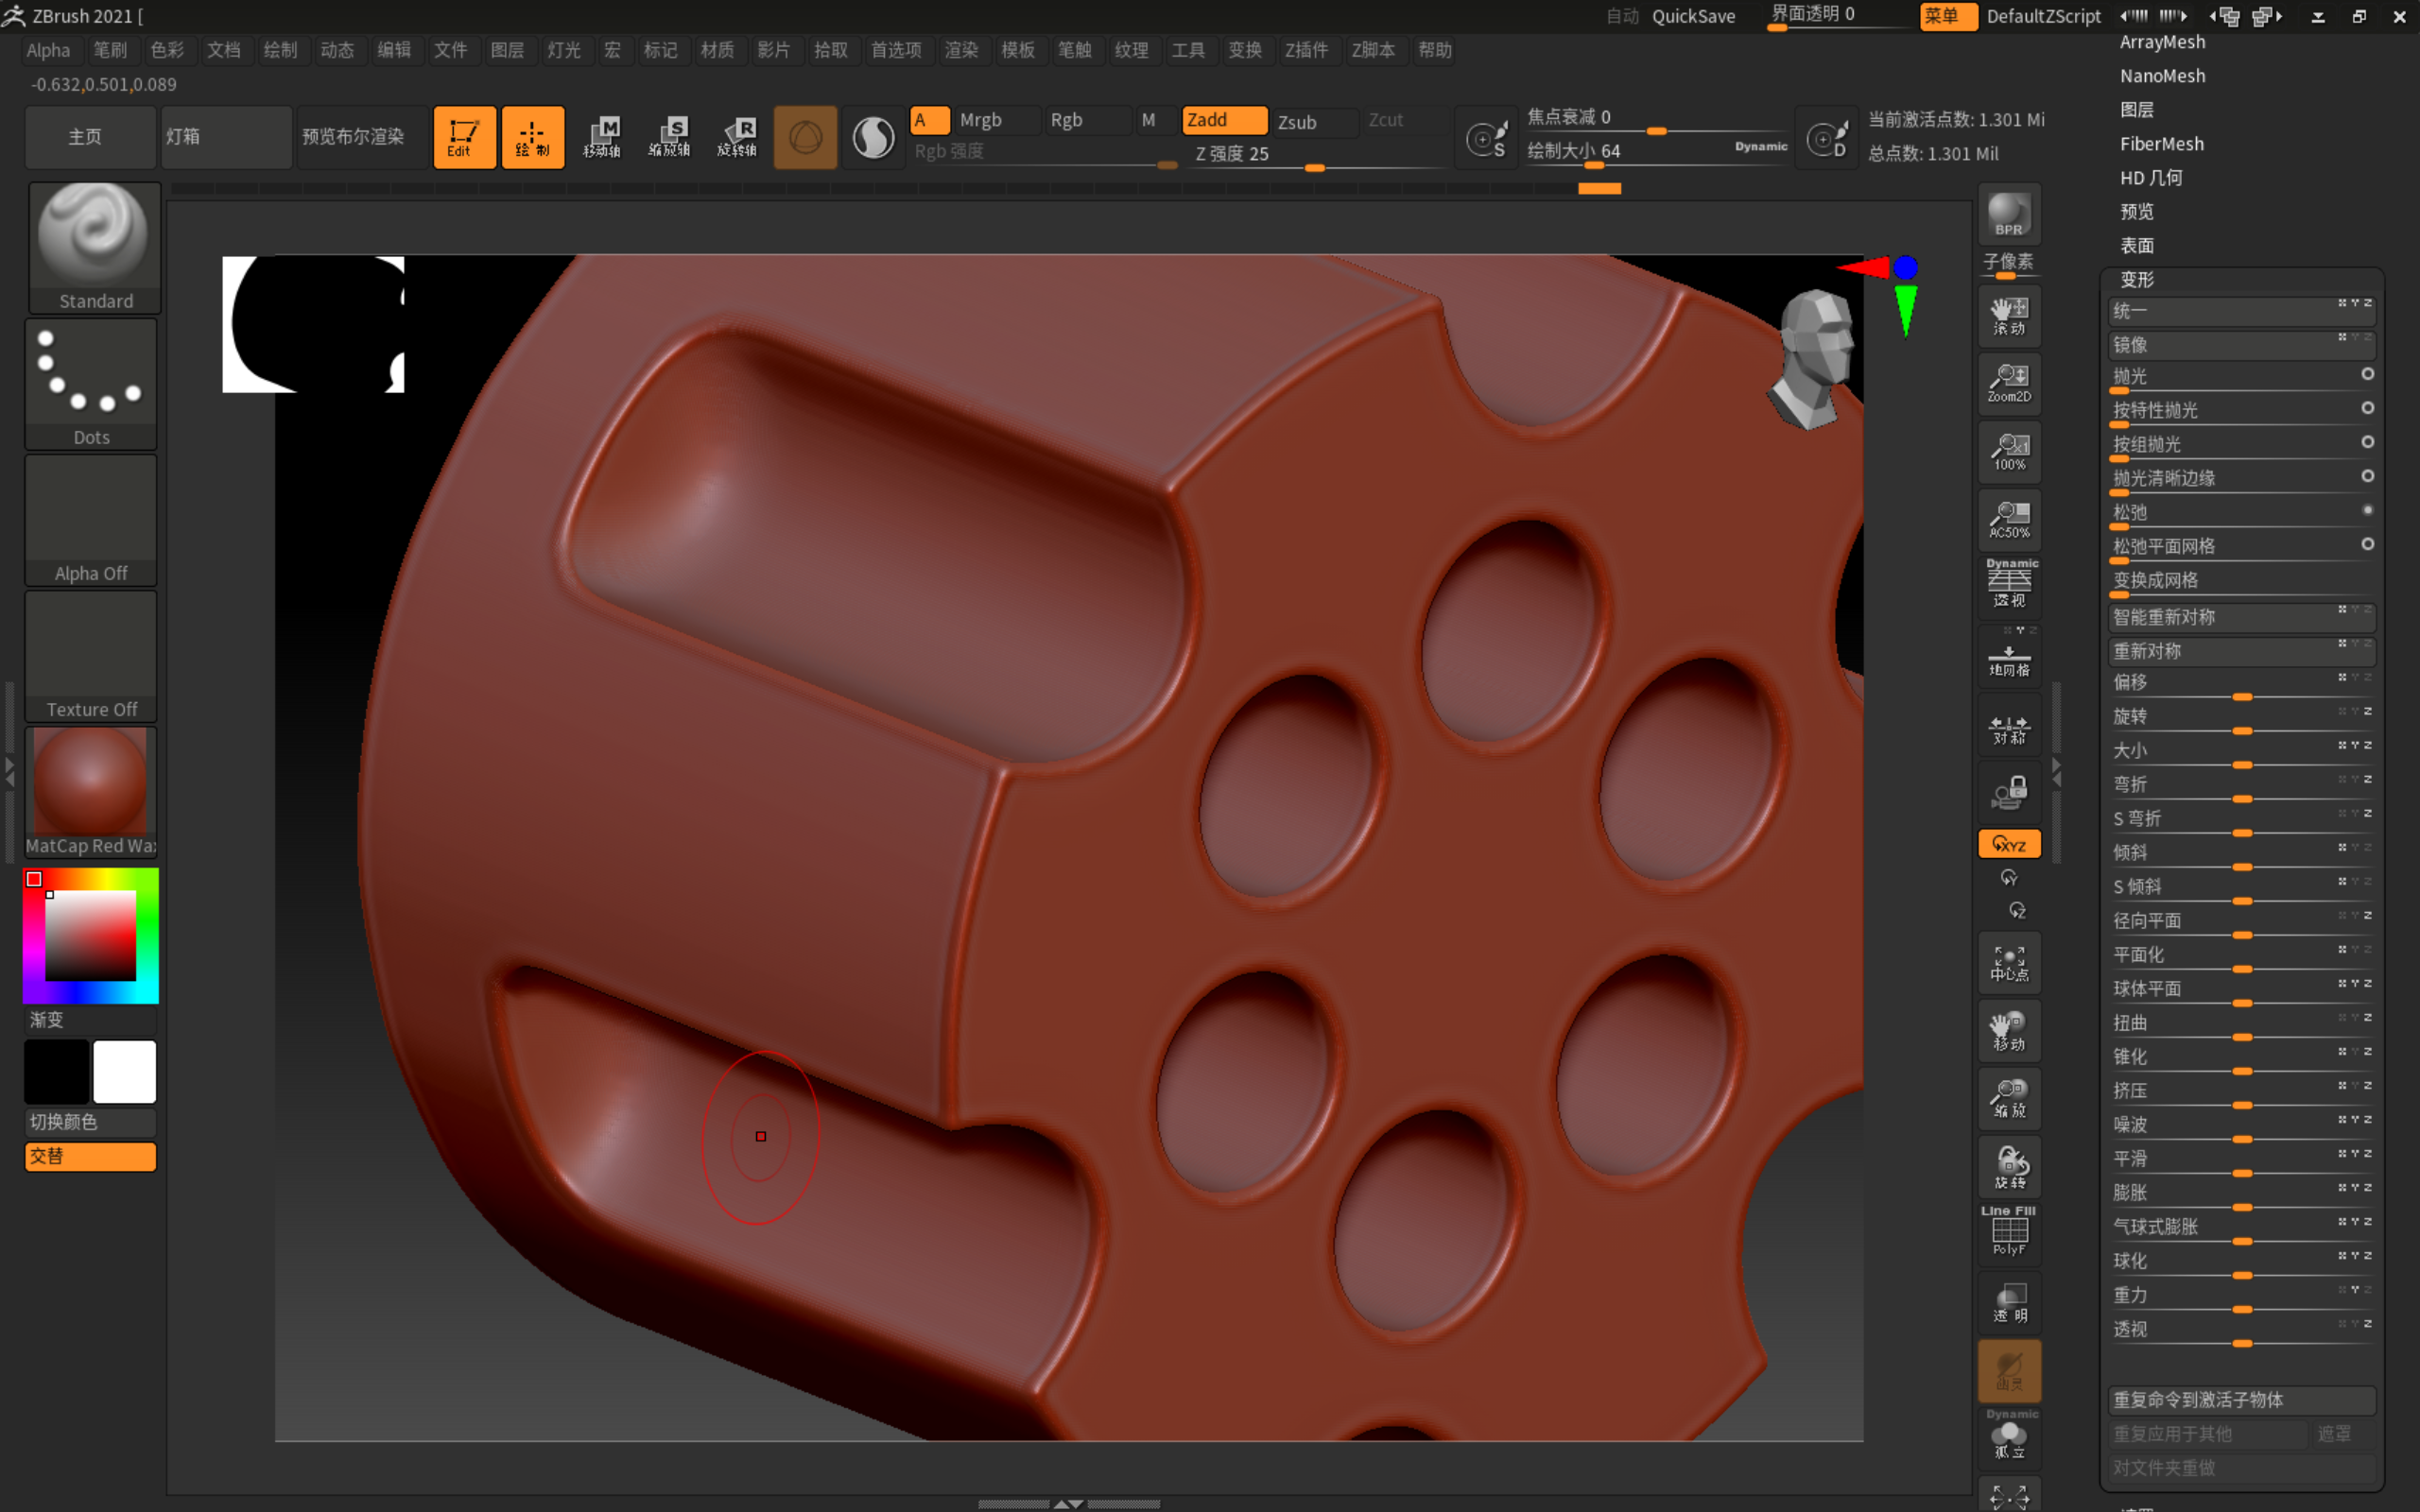 ZBrush 2021 [
自动 QuickSave 界面透明 0 菜单 DefaultZScript
Alpha 笔刷 色彩 文档 绘制 动态 编辑 文件 图层 灯光 宏 标记 材质 影片 拾取 首选项 渲染 模板 笔触 纹理 工具 变换 Z插件 Z脚本 帮助
-0.632,0.501,0.089
主页 灯箱 预览布尔渲染 Edit 绘制 移动轴 缩放轴 旋转轴
A Mrgb Rgb M Zadd Zsub Zcut
Rgb 强度 Z 强度 25
焦点衰减 0
绘制大小 64 Dynamic
当前激活点数: 1.301 Mi
总点数: 1.301 Mil
Standard
Dots
Alpha Off
Texture Off
MatCap Red Wa
渐变
切换颜色
交替
BPR
子像素
滚动
Zoom2D
100%
AC50%
Dynamic
透视
地网格
对称
XYZ
Y
Z
中心点
移动
缩放
旋转
Line Fill
PolyF
透明
Dynamic
孤立
ArrayMesh
NanoMesh
图层
FiberMesh
HD 几何
预览
表面
变形
统一
镜像
抛光
按特性抛光
按组抛光
抛光清晰边缘
松弛
松弛平面网格
变换成网格
智能重新对称
重新对称
偏移
旋转
大小
弯折
S 弯折
倾斜
S 倾斜
径向平面
平面化
球体平面
扭曲
锥化
挤压
噪波
平滑
膨胀
气球式膨胀
球化
重力
透视
重复命令到激活子物体
重复应用于其他 遮罩
对文件夹重做